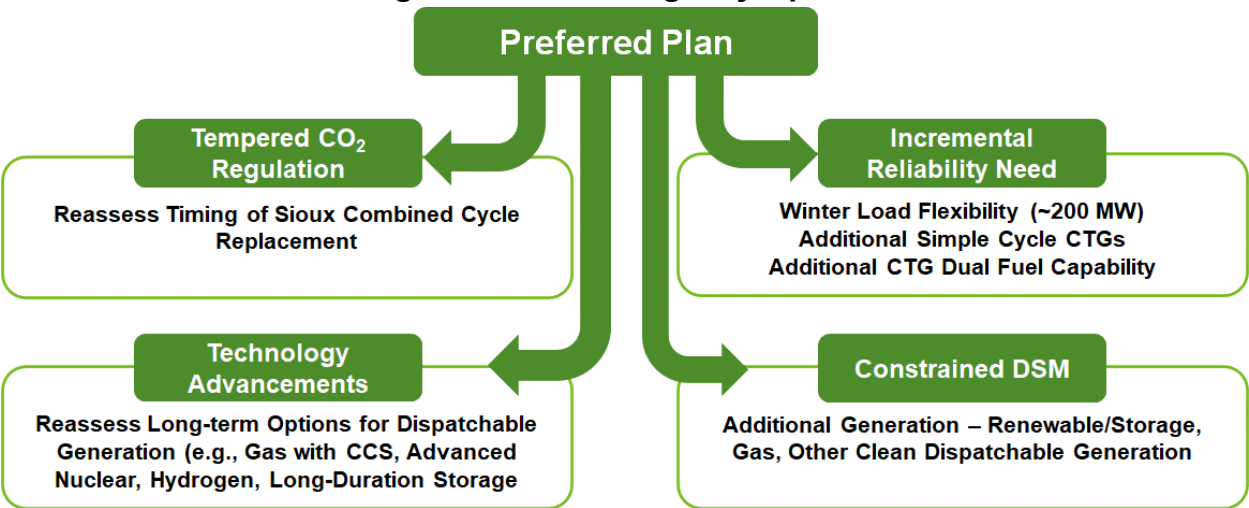 Preferred Plan
Tempered CO₂
Regulation
Reassess Timing of Sioux Combined Cycle
Replacement
Incremental
Reliability Need
Winter Load Flexibility (~200 MW)
Additional Simple Cycle CTGs
Additional CTG Dual Fuel Capability
Technology
Advancements
Reassess Long-term Options for Dispatchable
Generation (e.g., Gas with CCS, Advanced
Nuclear, Hydrogen, Long-Duration Storage
Constrained DSM
Additional Generation – Renewable/Storage,
Gas, Other Clean Dispatchable Generation